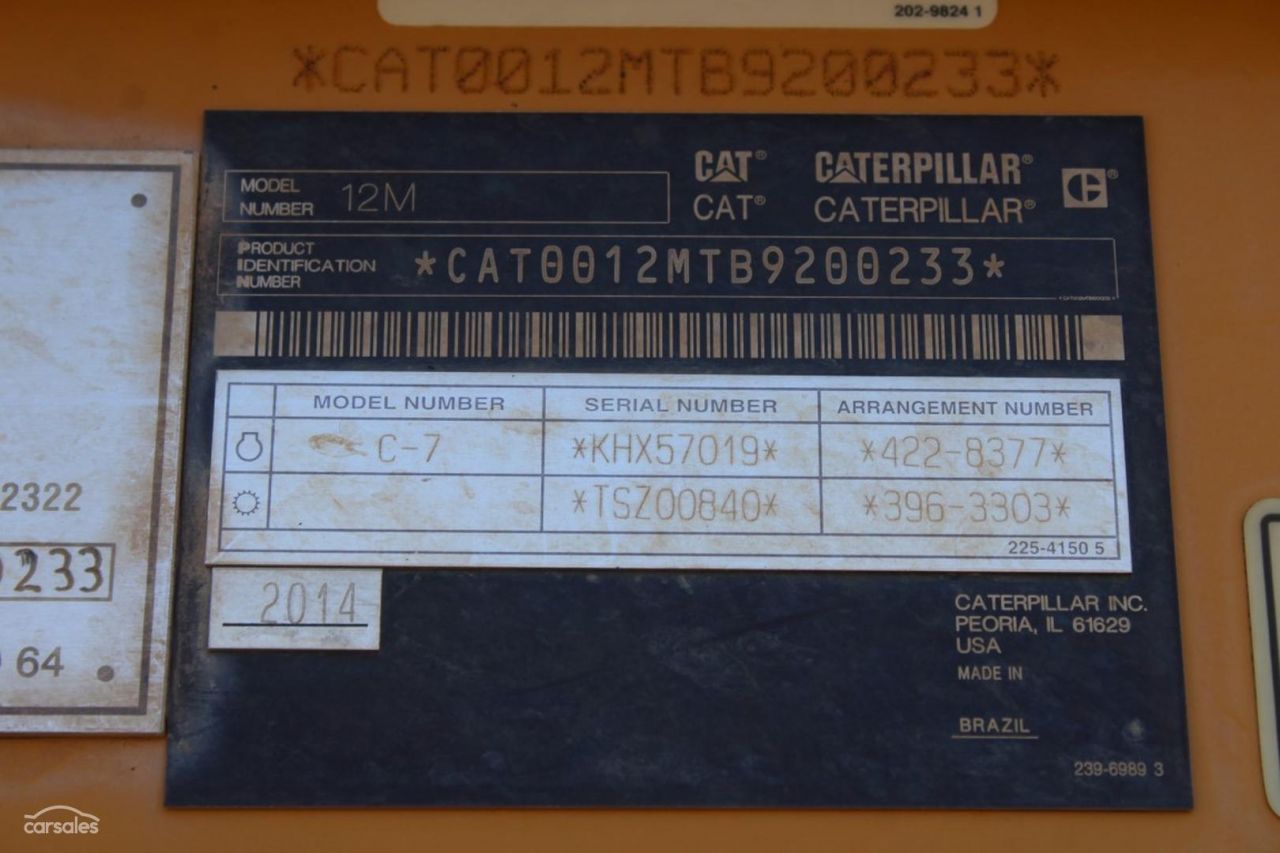 202-9824 1
*CAT0012MTB9200233*
MODEL
NUMBER 12M
CAT® CATERPILLAR®
CAT® CATERPILLAR®
PRODUCT
IDENTIFICATION
NUMBER
*CAT0012MTB9200233*
MODEL NUMBER SERIAL NUMBER ARRANGEMENT NUMBER
C-7 *KHX57019* *422-8377*
*TSZ00840* *396-3303*
225-4150 5
2014
CATERPILLAR INC.
PEORIA, IL 61629
USA
MADE IN
BRAZIL
239-6989 3
2322
233
64
carsales